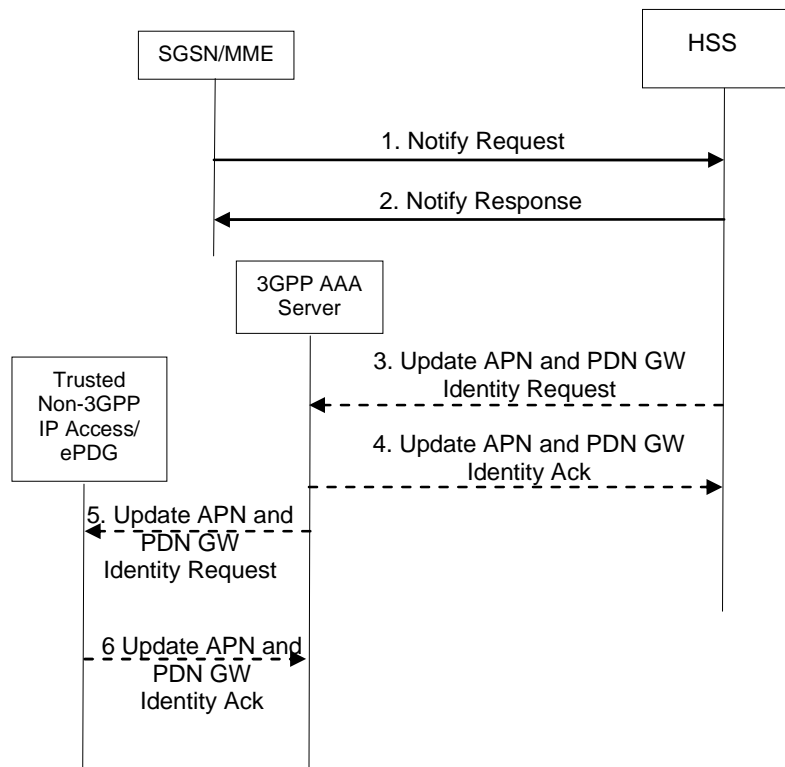 SGSN/MME
HSS
1. Notify Request
2. Notify Response
3GPP AAA
Server
3. Update APN and PDN GW
Identity Request
Trusted
Non-3GPP
IP Access/
ePDG
4. Update APN and PDN GW
Identity Ack
5. Update APN and
PDN GW
Identity Request
6 Update APN and
PDN GW
Identity Ack